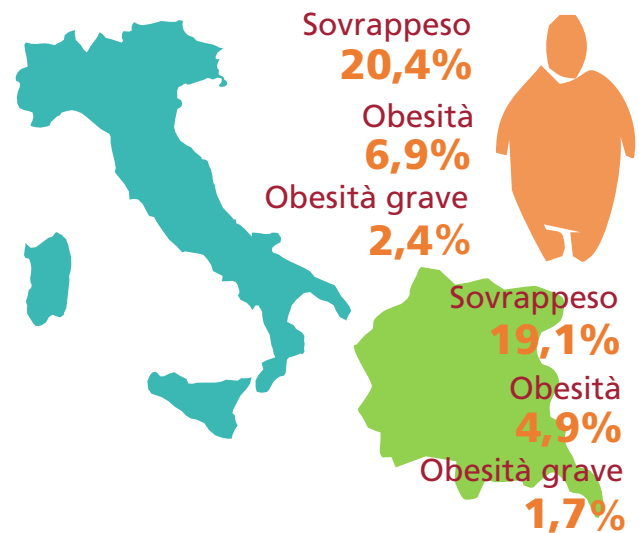 Sovrappeso
20,4%
Obesità
6,9%
Obesità grave
2,4%
Sovrappeso
19,1%
Obesità
4,9%
Obesità grave
1,7%